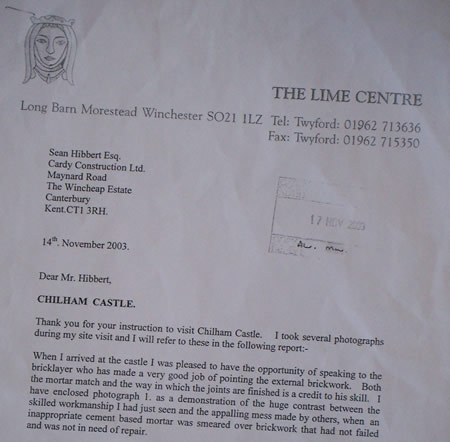 THE LIME CENTRE
Long Barn Morestead Winchester SO21 1LZ Tel: Twyford: 01962 713636
Fax: Twyford: 01962 715350
Sean Hibbert Esq.
Cardy Construction Ltd.
Maynard Road
The Wincheap Estate
Canterbury
Kent.CT1 3RH.
17 NOV 2003
14th. November 2003.
Dear Mr. Hibbert,
CHILHAM CASTLE.
Thank you for your instruction to visit Chilham Castle. I took several photographs
during my site visit and I will refer to these in the following report:-
When I arrived at the castle I was pleased to have the opportunity of speaking to the
bricklayer who has made a very good job of pointing the external brickwork. Both
the mortar match and the way in which the joints are finished is a credit to his skill. I
have enclosed photograph 1. as a demonstration of the huge contrast between the
skilled workmanship I had just seen and the appalling mess made by others, when an
inappropriate cement based mortar was smeared over brickwork that had not failed
and was not in need of repair.